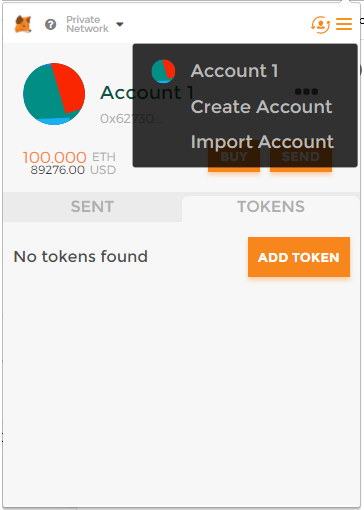 ?
Private
Network
Account 1
Create Account
Import Account
Account 1
0x62730...
100.000 ETH
89276.00 USD
BUY
SEND
SENT
TOKENS
No tokens found
ADD TOKEN